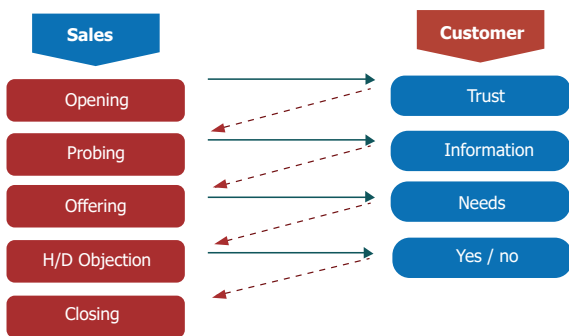 Sales
Customer
Opening
Trust
Probing
Information
Offering
Needs
H/D Objection
Yes / no
Closing